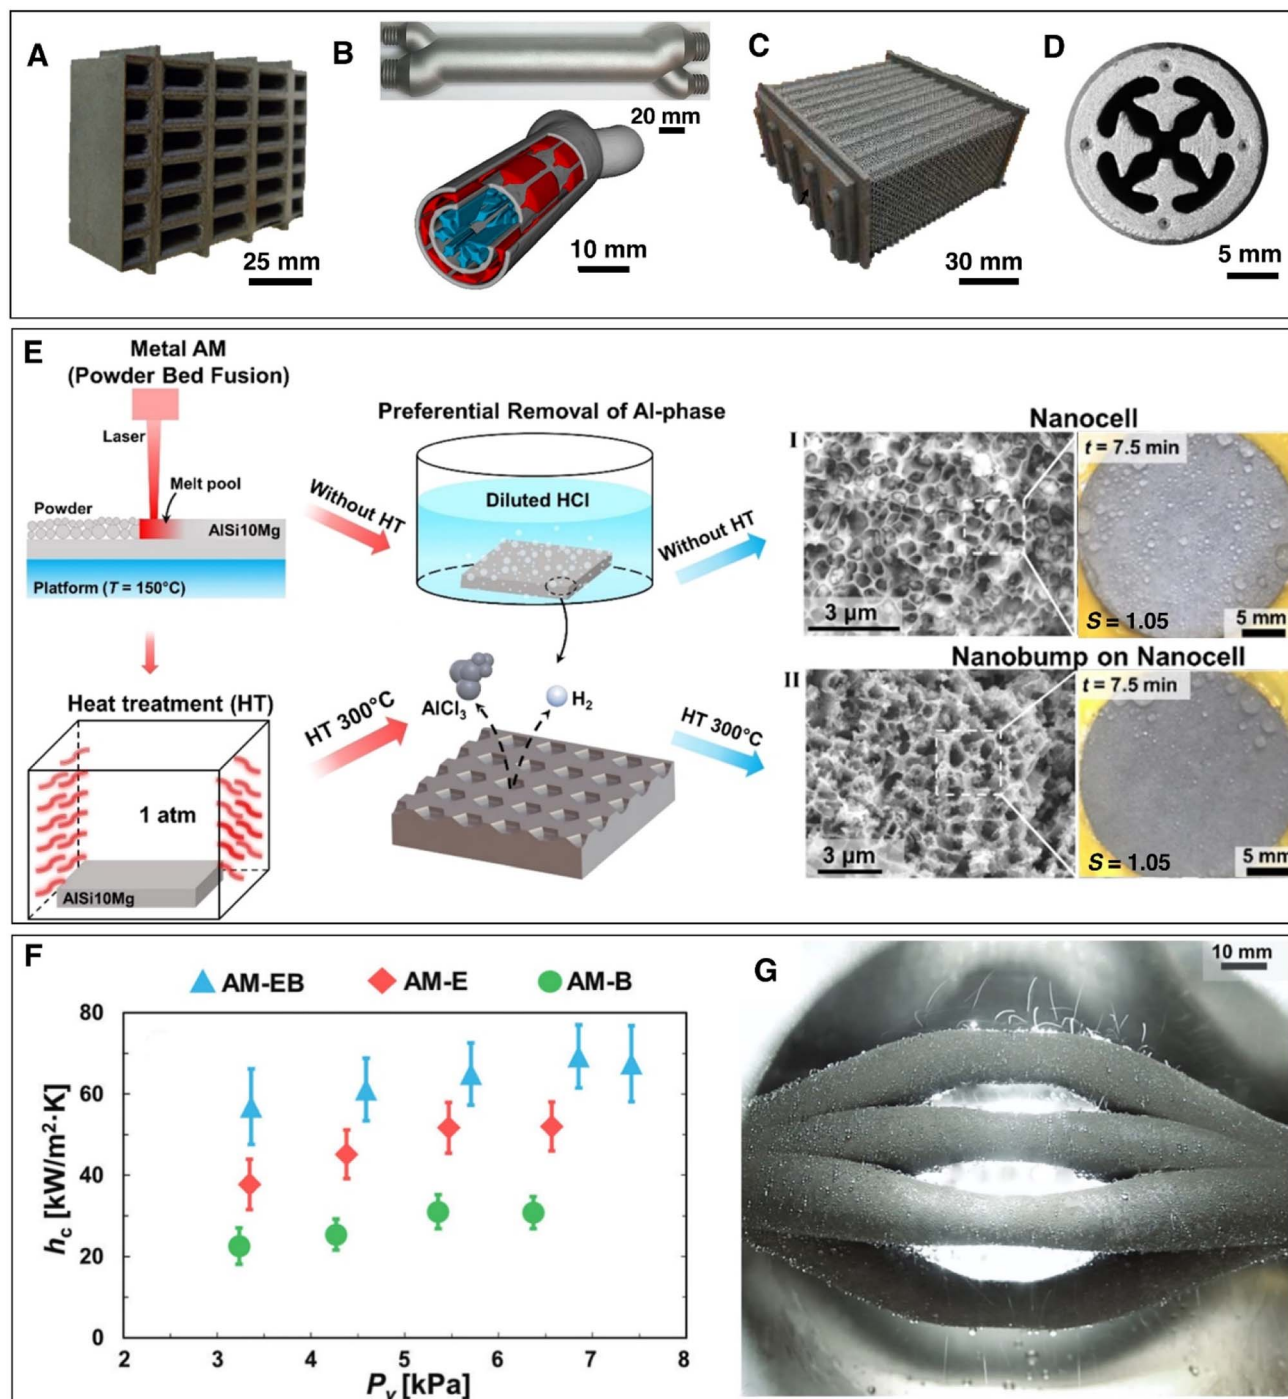 A
25 mm
B
20 mm
10 mm
C
30 mm
D
5 mm
E
Metal AM
(Powder Bed Fusion)
Laser
Melt pool
Powder
AlSi10Mg
Platform (T = 150°C)
Heat treatment (HT)
1 atm
AlSi10Mg
Without HT
HT 300°C
Preferential Removal of Al-phase
Diluted HCl
AlCl₃
H₂
Without HT
HT 300°C
Nanocell
I
t = 7.5 min
3 µm
S = 1.05
5 mm
Nanobump on Nanocell
II
t = 7.5 min
3 µm
S = 1.05
5 mm
F
AM-EB
AM-E
AM-B
80
60
40
20
0
h_c [kW/m²·K]
2
3
4
5
6
7
8
P_v [kPa]
G
10 mm